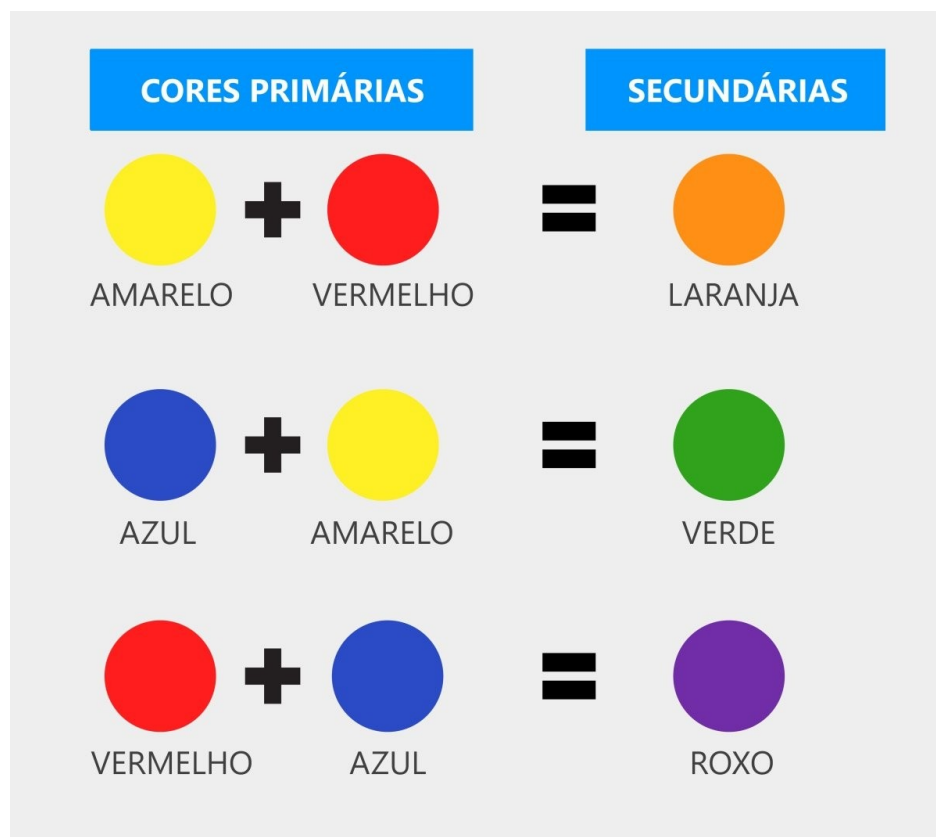 CORES PRIMÁRIAS
SECUNDÁRIAS
+ =
AMARELO VERMELHO LARANJA
+ =
AZUL AMARELO VERDE
+ =
VERMELHO AZUL ROXO